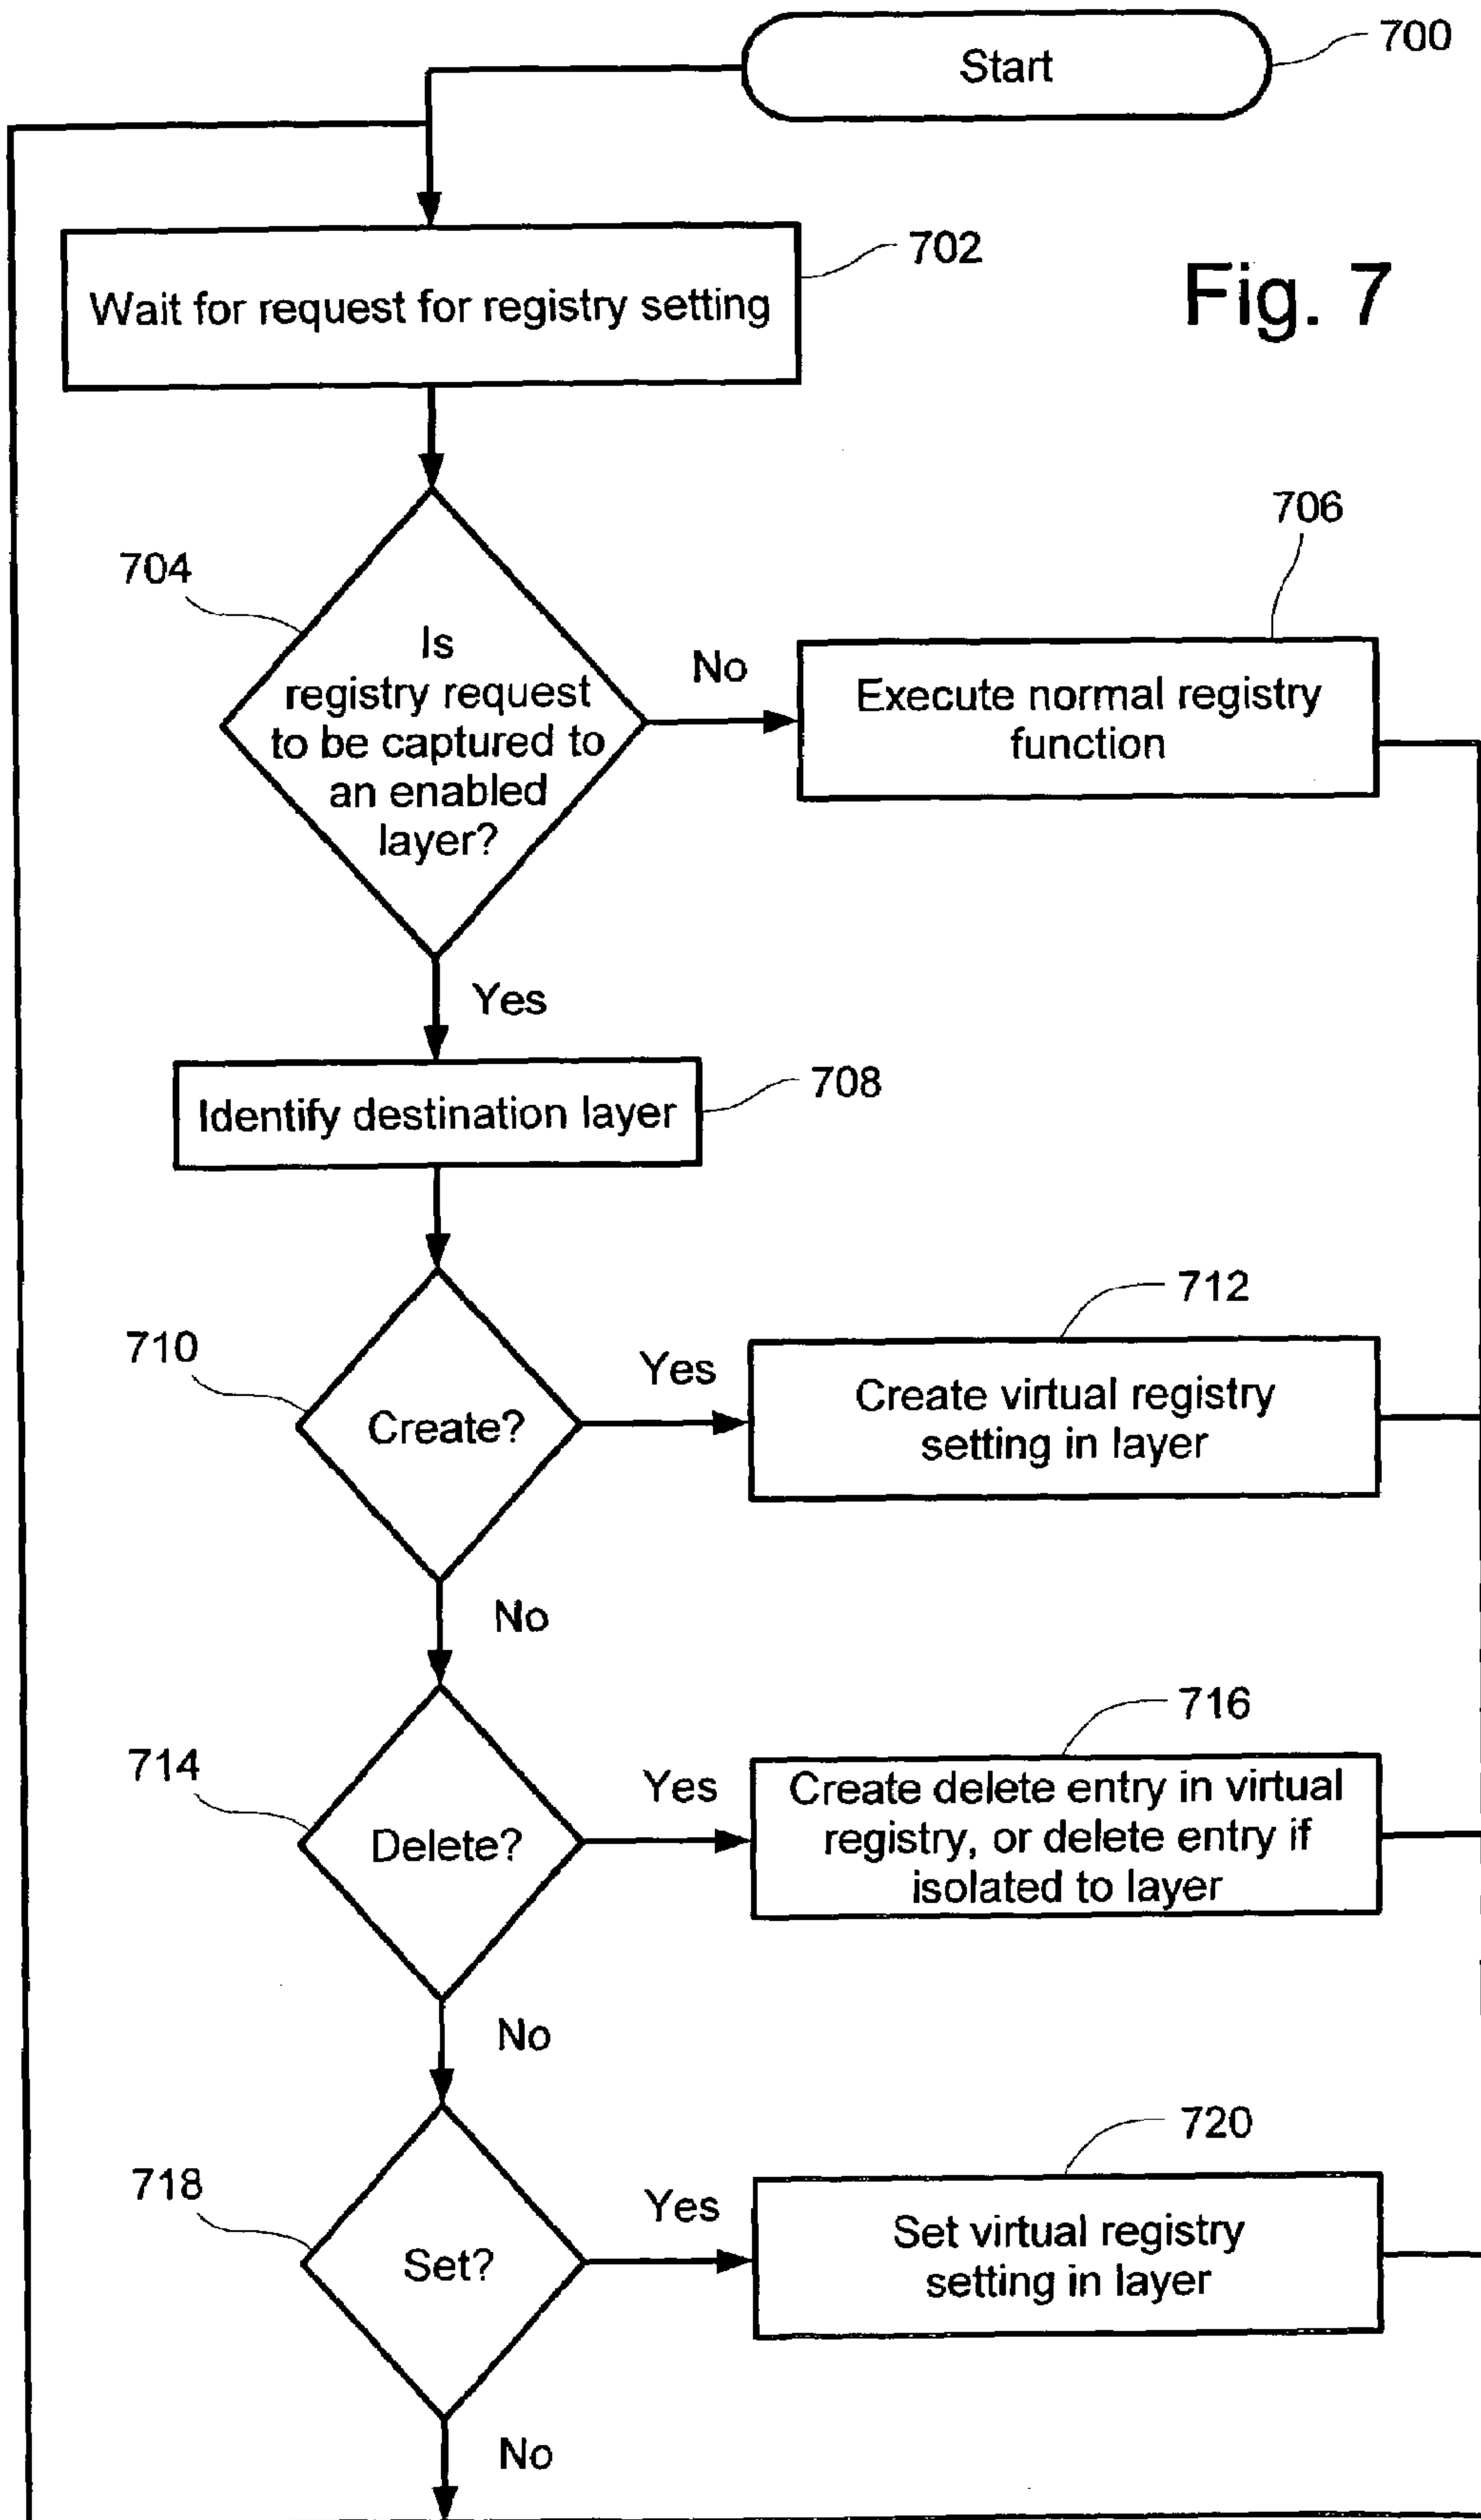 Start
700
702
Wait for request for registry setting
Fig. 7
704
Is
registry request
to be captured to
an enabled
layer?
No
706
Execute normal registry
function
Yes
Identify destination layer
708
710
Create?
Yes
712
Create virtual registry
setting in layer
No
714
Delete?
Yes
716
Create delete entry in virtual
registry, or delete entry if
isolated to layer
No
718
Set?
Yes
720
Set virtual registry
setting in layer
No